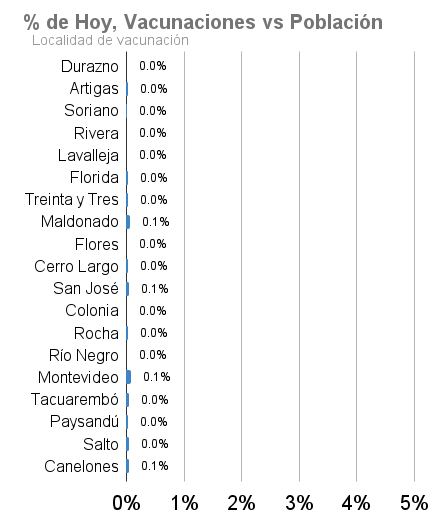 % de Hoy, Vacunaciones vs Población
Localidad de vacunación
Durazno 0.0%
Artigas 0.0%
Soriano 0.0%
Rivera 0.0%
Lavalleja 0.0%
Florida 0.0%
Treinta y Tres 0.0%
Maldonado 0.1%
Flores 0.0%
Cerro Largo 0.0%
San José 0.1%
Colonia 0.0%
Rocha 0.0%
Río Negro 0.0%
Montevideo 0.1%
Tacuarembó 0.0%
Paysandú 0.0%
Salto 0.0%
Canelones 0.1%
0% 1% 2% 3% 4% 5%